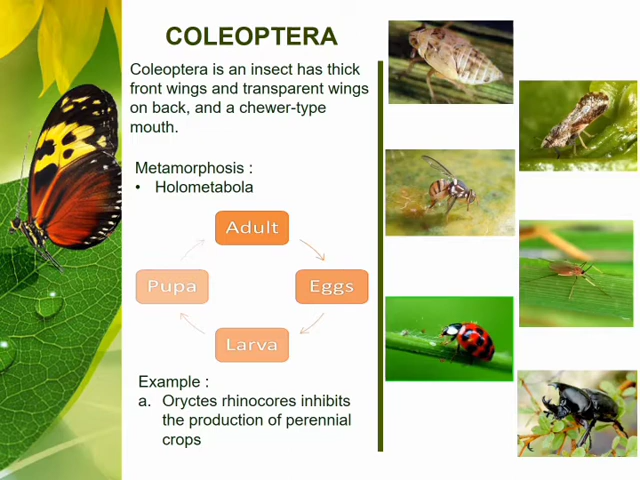 COLEOPTERA
Coleoptera is an insect has thick
front wings and transparent wings
on back, and a chewer-type
mouth.
Metamorphosis :
• Holometabola
Adult
Eggs
Larva
Pupa
Example :
a. Oryctes rhinocores inhibits
the production of perennial
crops